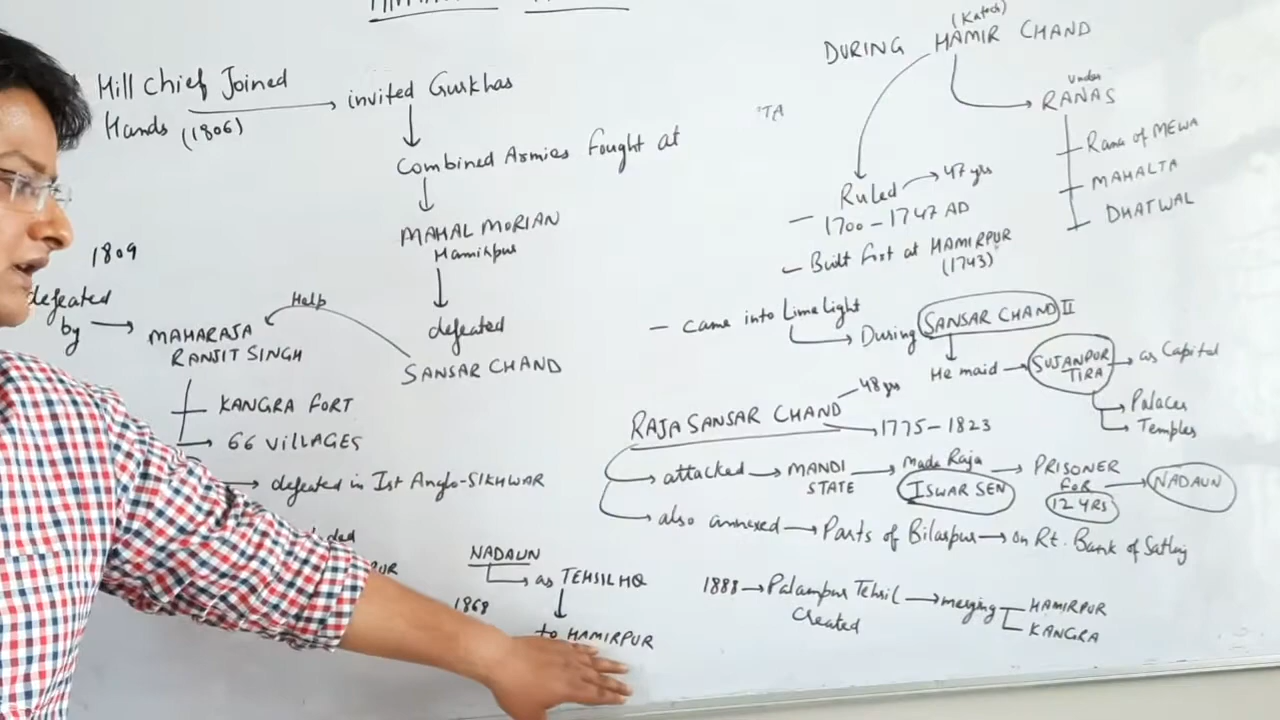 DURING HAMIR CHAND
(Katoch)
under
RANAS
Rana of MEWA
MAHALTA
DHATWAL
Ruled
47 yrs
1700-1747 AD
Built fort at HAMIRPUR
(1743)
TA
came into Lime Light
During SANSAR CHAND II
He maid
SUJANPUR
TIRA
as Capital
Palaces
Temples
RAJA SANSAR CHAND
48 yrs
1775-1823
attacked
MANDI
STATE
Made Raja
ISWAR SEN
PRISONER
FOR
12 YRS
NADAUN
also annexed
Parts of Bilaspur
on Rt. Bank of Satluj
1888
Palampur Tehsil
Created
merging
HAMIRPUR
KANGRA
Hill Chief Joined
Hands (1806)
invited Gurkhas
Combined Armies Fought at
MAHAL MORIAN
Hamirpur
defeated
SANSAR CHAND
Help
1809
defeated
by
MAHARAJA
RANJIT SINGH
KANGRA FORT
66 VILLAGES
defeated in Ist Anglo-SIKHWAR
NADAUN
as TEHSIL HQ
1868
to HAMIRPUR